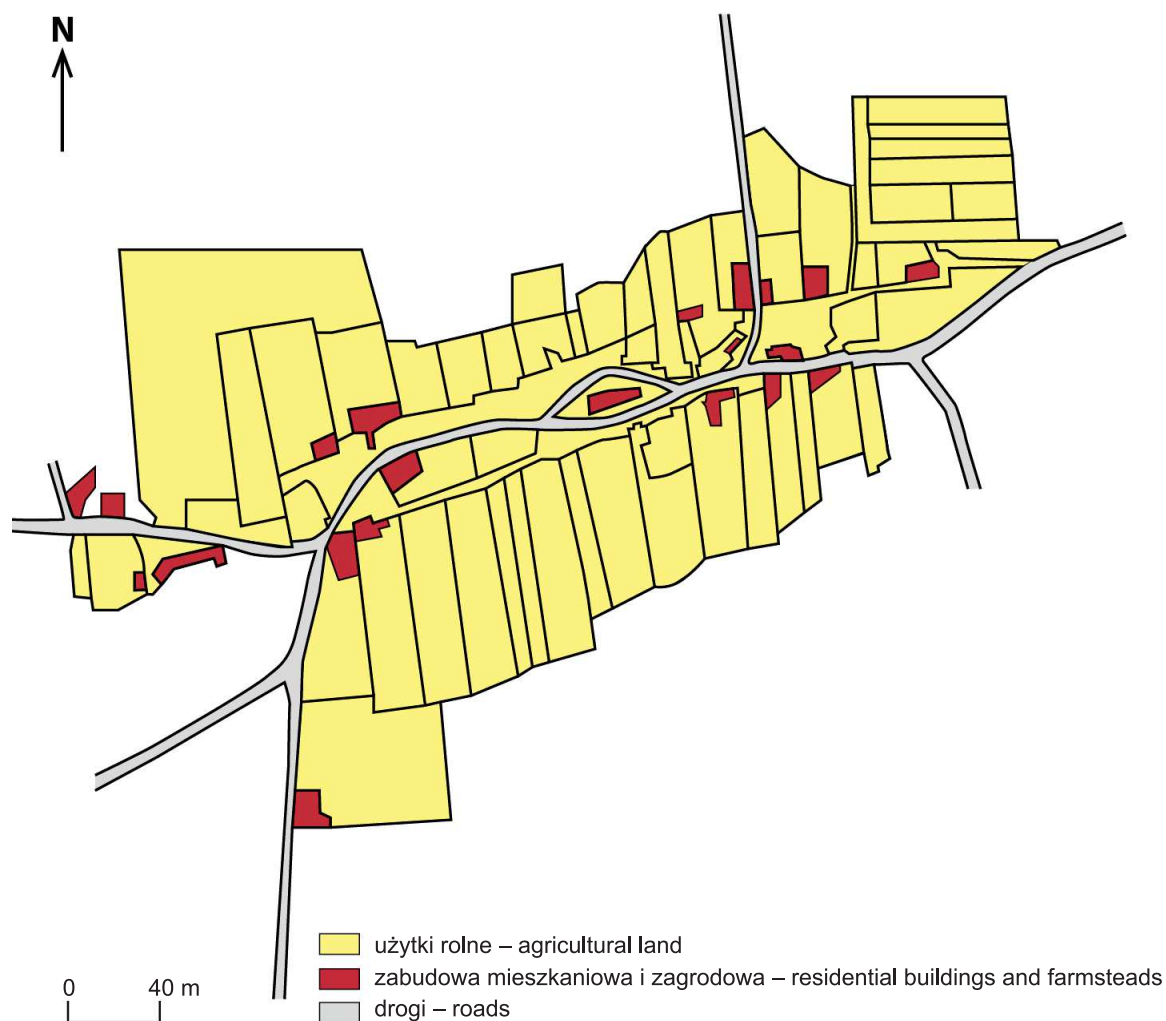 N
użytki rolne – agricultural land
zabudowa mieszkaniowa i zagrodowa – residential buildings and farmsteads
drogi – roads
0 40 m